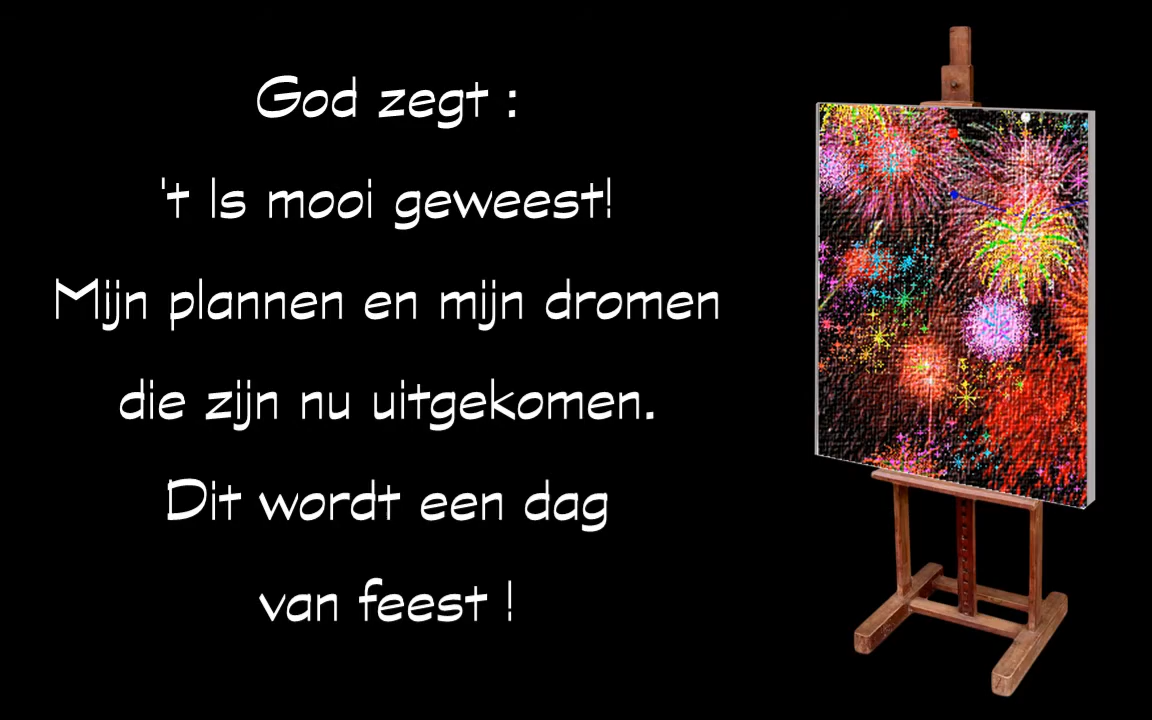 God zegt :
't Is mooi geweest!
Mijn plannen en mijn dromen
die zijn nu uitgekomen.
Dit wordt een dag
van feest !